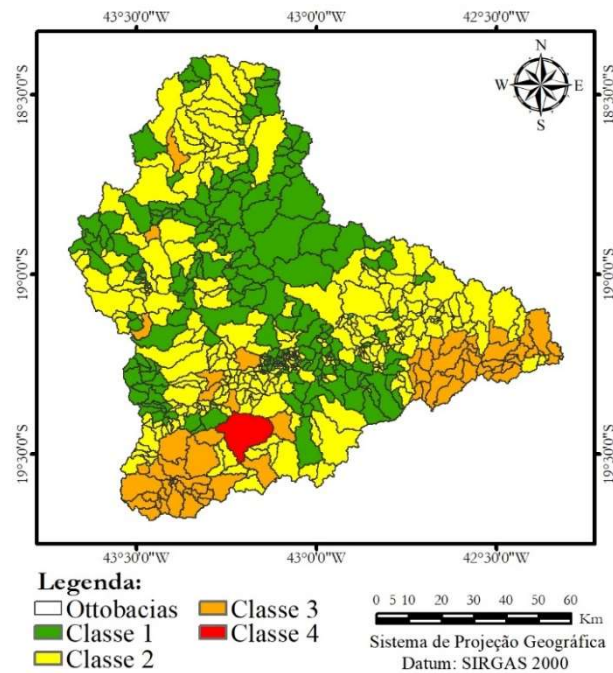 43°30'0"W 43°0'0"W 42°30'0"W
N
W E
S
18°30'0"S 18°30'0"S
19°0'0"S 19°0'0"S
19°30'0"S 19°30'0"S
43°30'0"W 43°0'0"W 42°30'0"W
Legenda:
Ottobacias
Classe 1
Classe 2
Classe 3
Classe 4
0 5 10 20 30 40 50 60
Km
Sistema de Projeção Geográfica
Datum: SIRGAS 2000